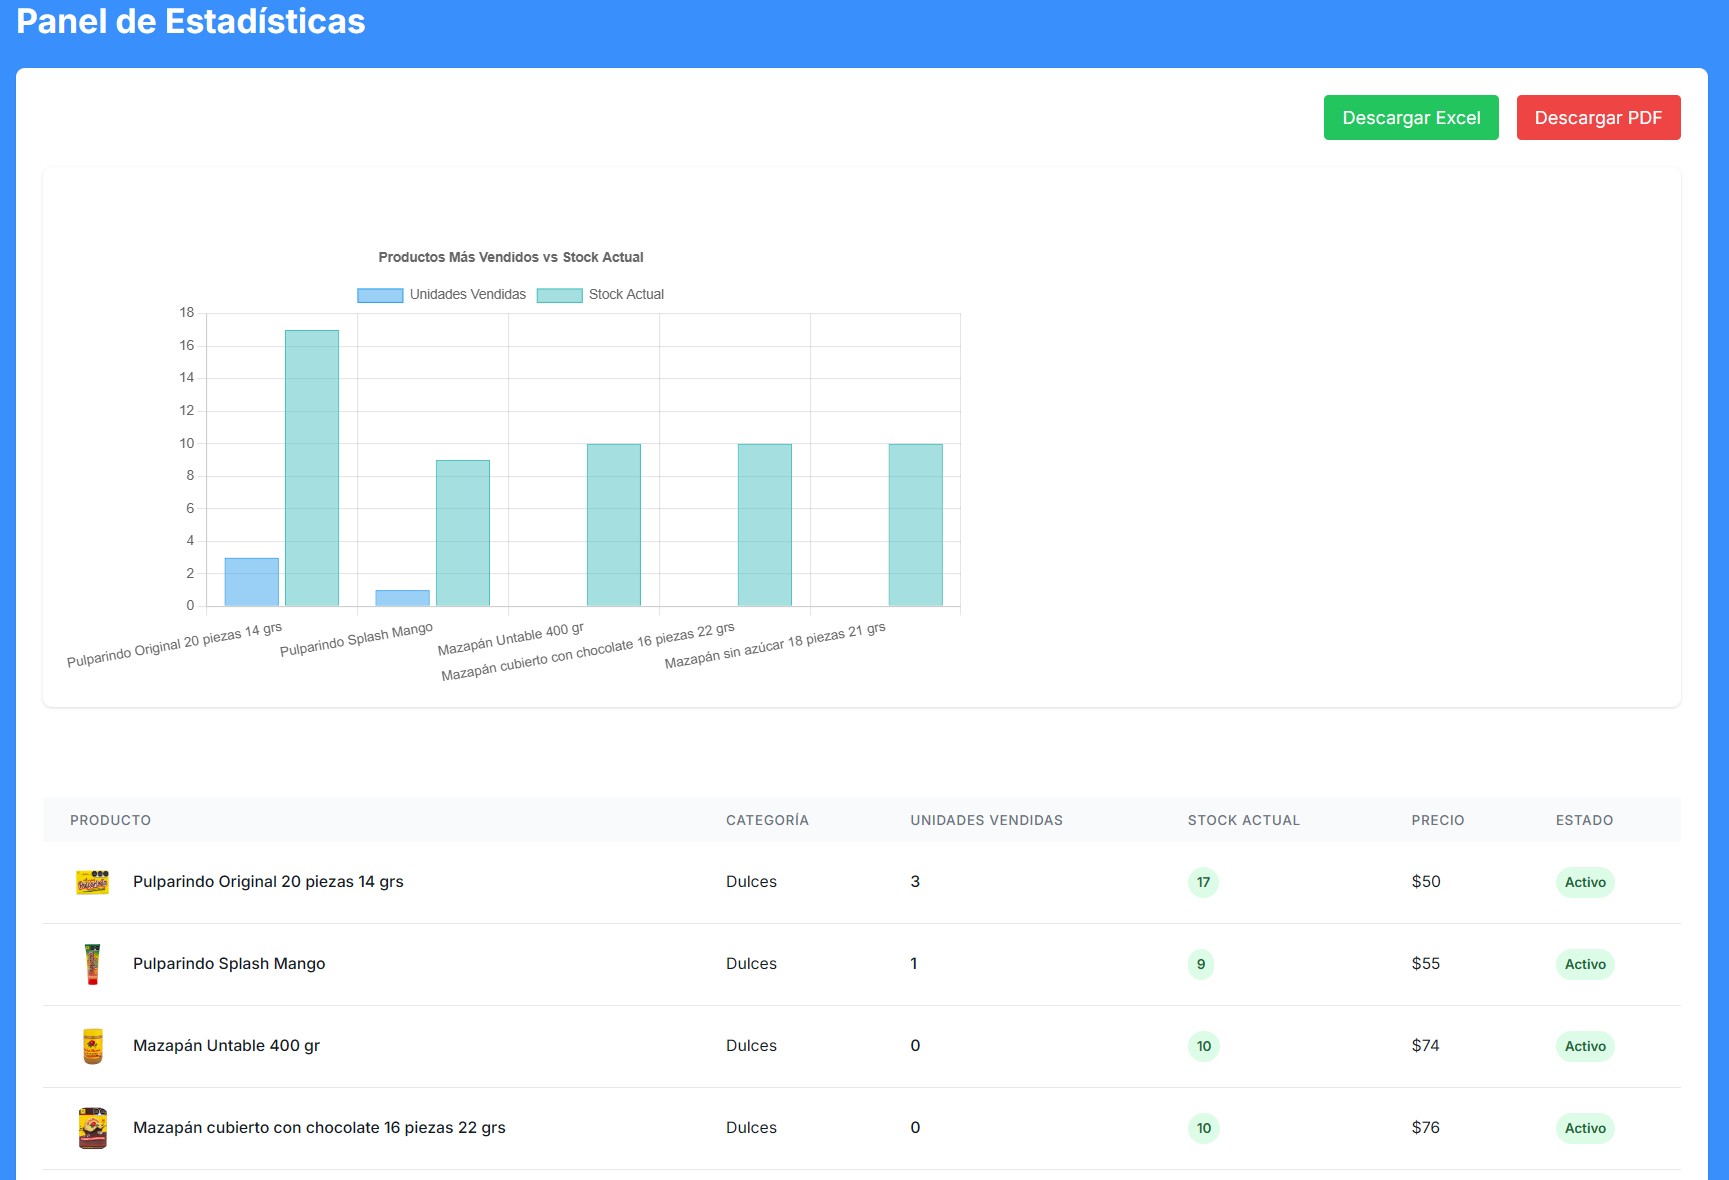 Panel de Estadísticas
Descargar Excel
Descargar PDF
Productos Más Vendidos vs Stock Actual
Unidades Vendidas
Stock Actual
18
16
14
12
10
8
6
4
2
0
Pulparindo Original 20 piezas 14 grs
Pulparindo Splash Mango
Mazapán Untable 400 gr
Mazapán cubierto con chocolate 16 piezas 22 grs
Mazapán sin azúcar 18 piezas 21 grs
PRODUCTO CATEGORÍA UNIDADES VENDIDAS STOCK ACTUAL PRECIO ESTADO
Pulparindo Original 20 piezas 14 grs Dulces 3 17 $50 Activo
Pulparindo Splash Mango Dulces 1 9 $55 Activo
Mazapán Untable 400 gr Dulces 0 10 $74 Activo
Mazapán cubierto con chocolate 16 piezas 22 grs Dulces 0 10 $76 Activo